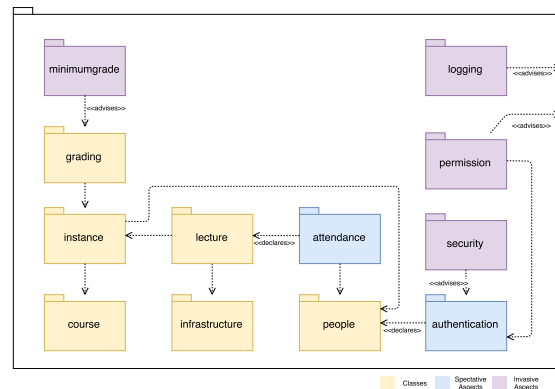 minimumgrade
logging
<<advises>>
<<advises>>
<<advises>>
grading
permission
instance
lecture
<<declares>>
attendance
security
<<advises>>
course
infrastructure
people
<<declares>>
authentication
Classes
Spectative
Aspects
Invasive
Aspects